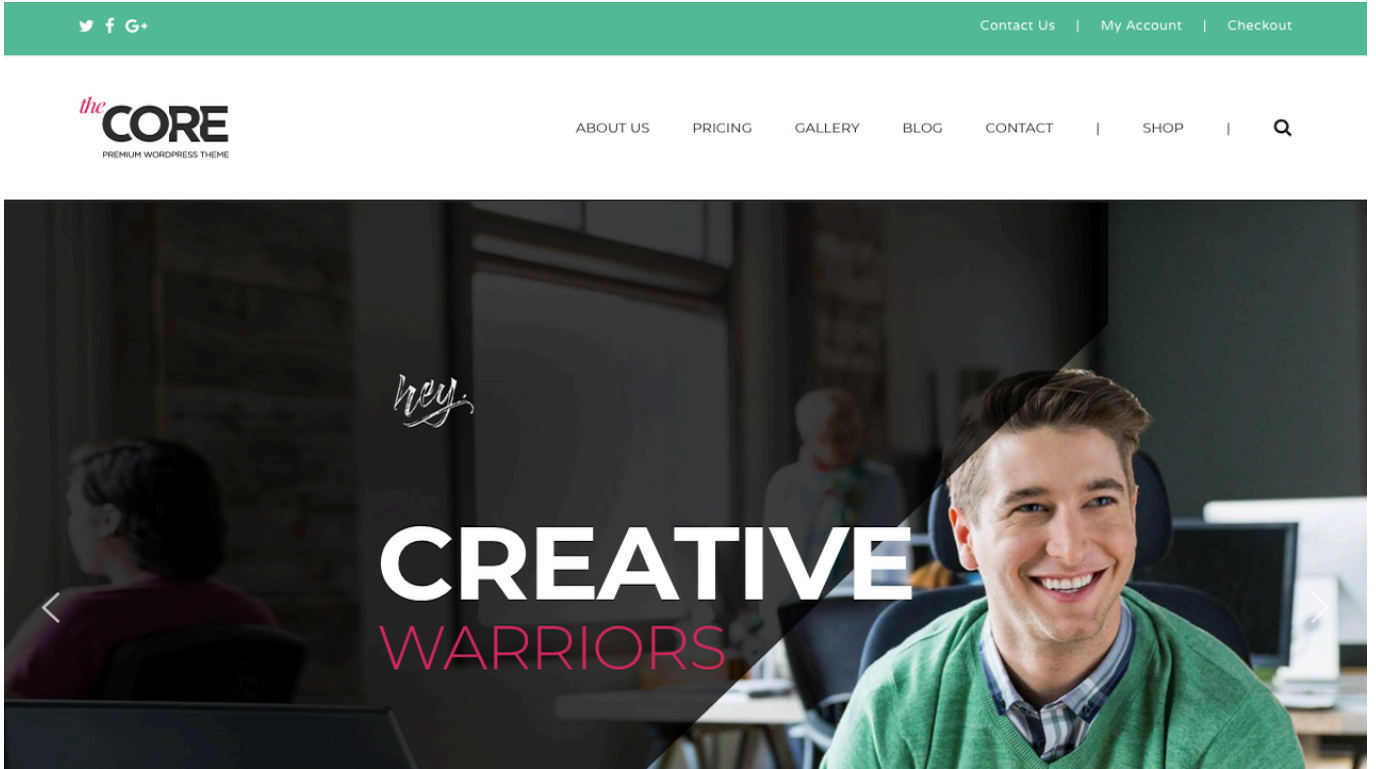 G+ Contact Us | My Account | Checkout
the
CORE
PREMIUM WORDPRESS THEME
ABOUT US PRICING GALLERY BLOG CONTACT | SHOP |
hey.
CREATIVE
WARRIORS